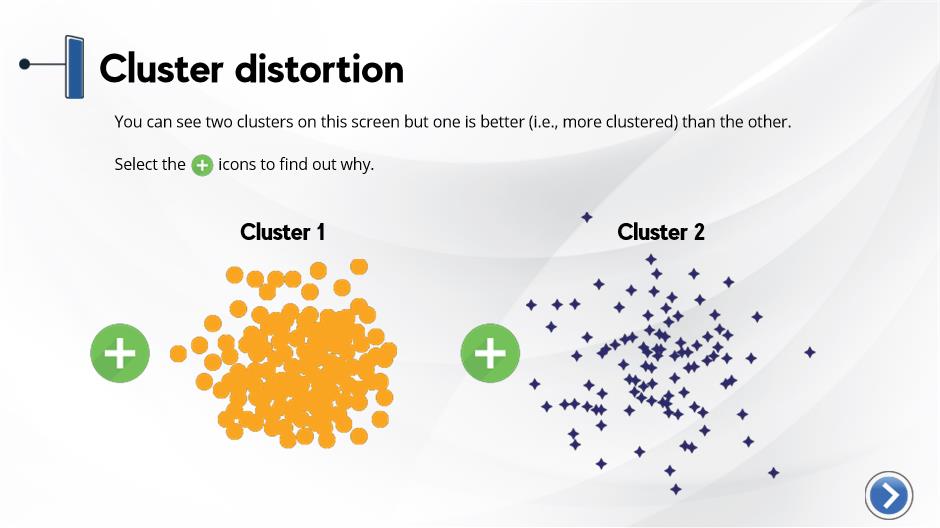 Cluster distortion
You can see two clusters on this screen but one is better (i.e., more clustered) than the other.
Select the + icons to find out why.
Cluster 1
Cluster 2